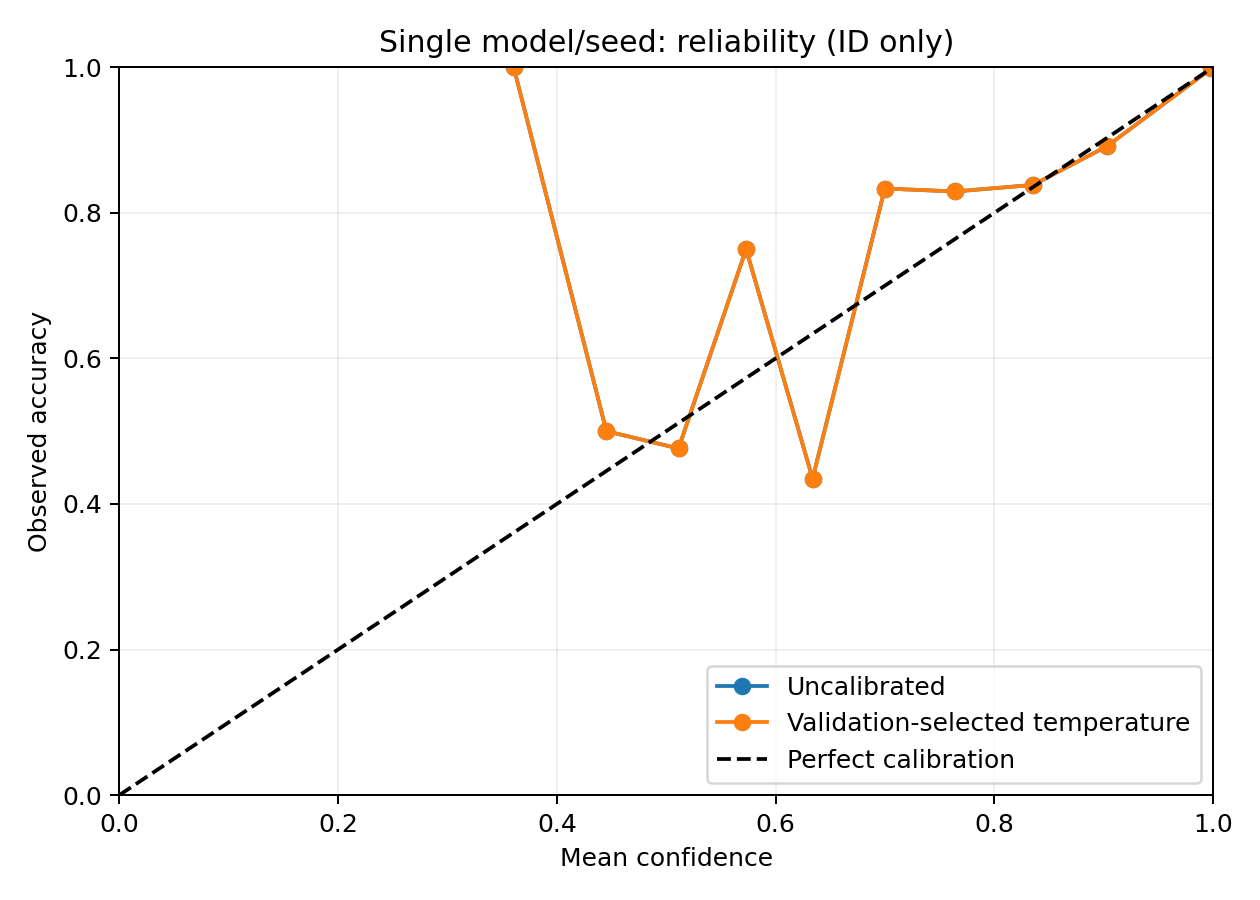 Single model/seed: reliability (ID only)
1.0
0.8
0.6
0.4
0.2
0.0
Observed accuracy
Uncalibrated
Validation-selected temperature
Perfect calibration
0.0 0.2 0.4 0.6 0.8 1.0
Mean confidence